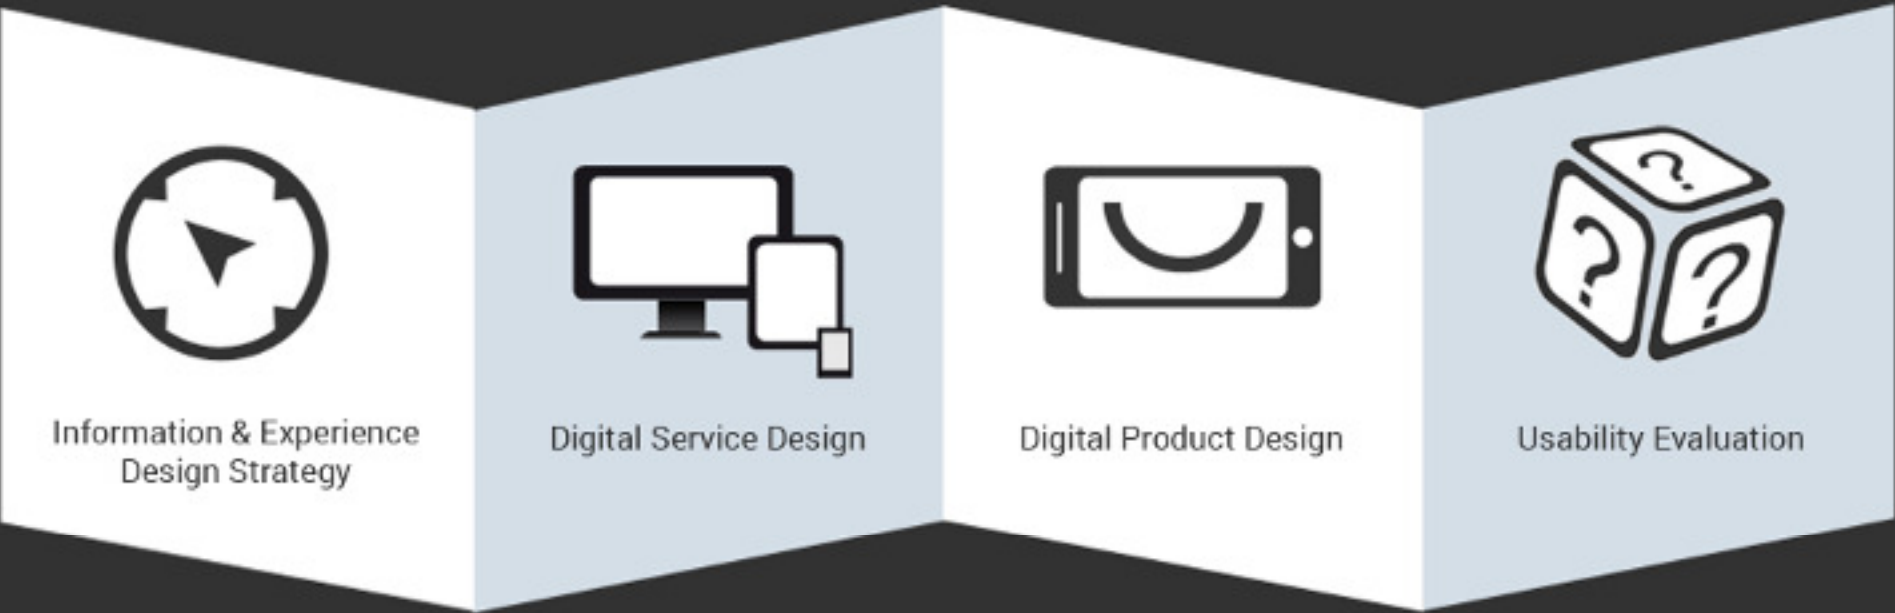 Information & Experience
Design Strategy
Digital Service Design
Digital Product Design
?
?
?
Usability Evaluation